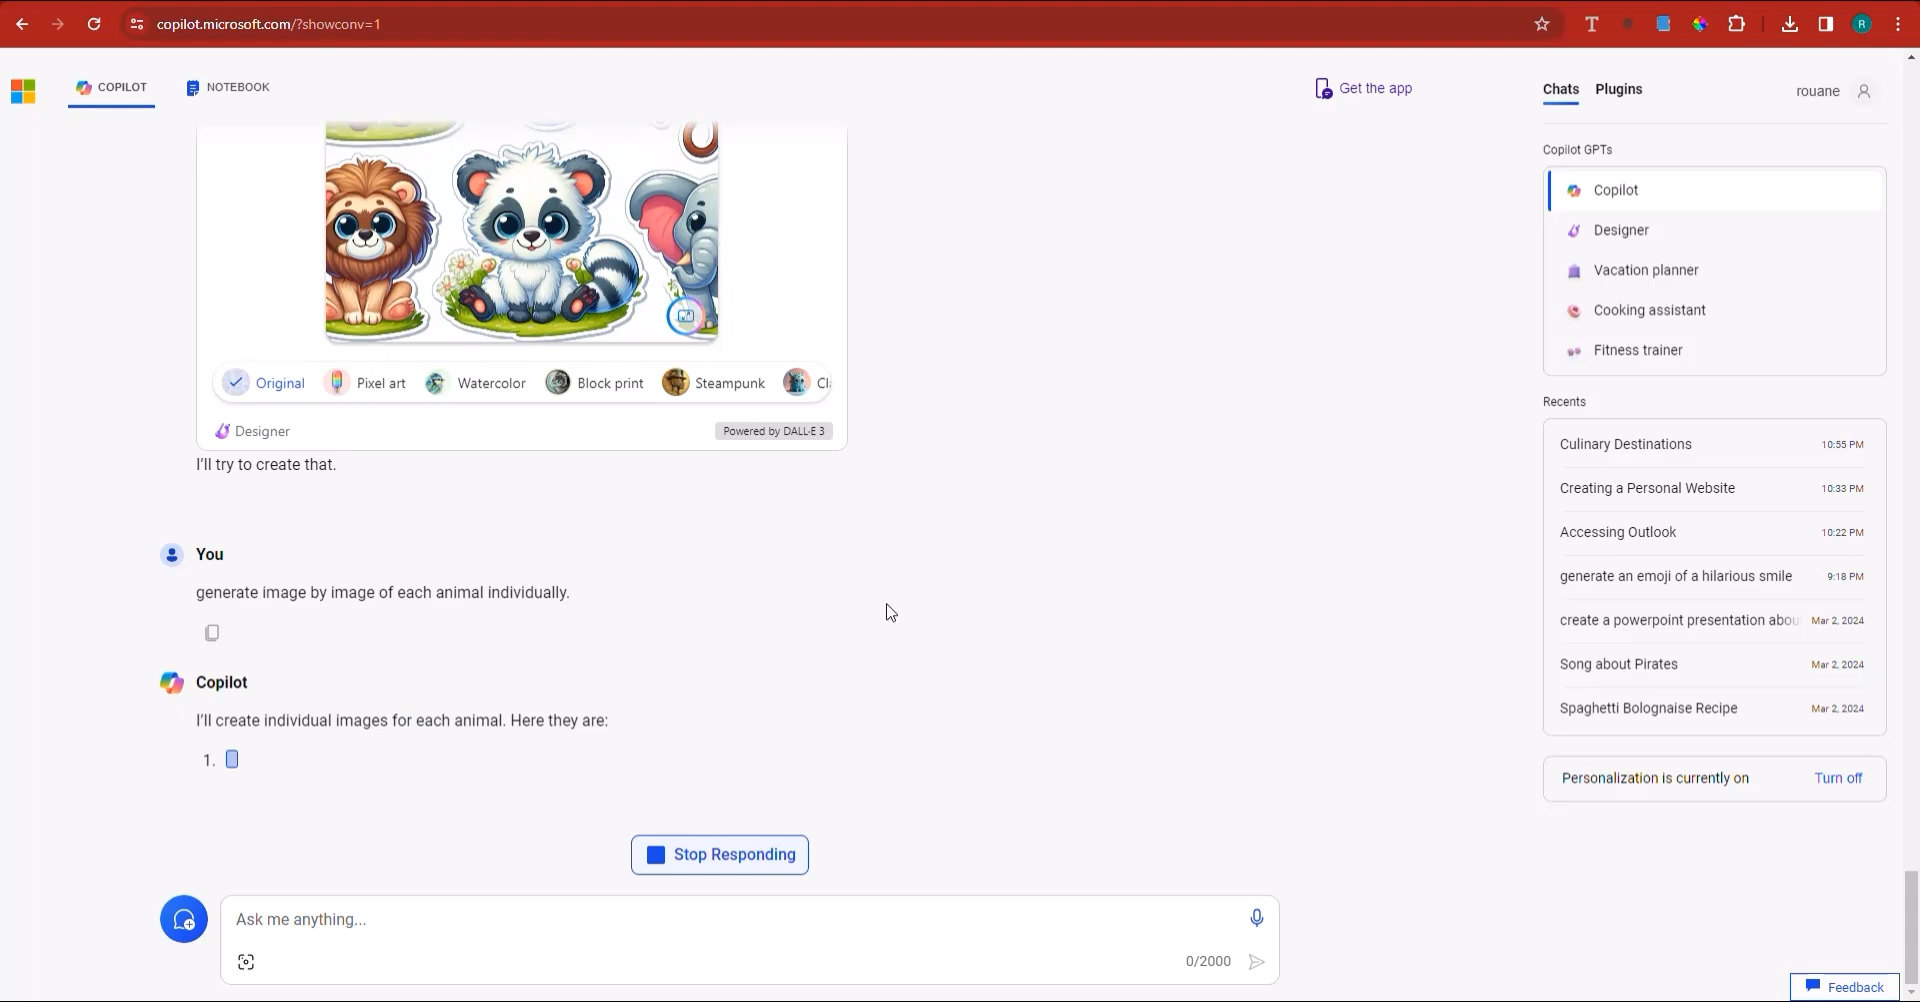 copilot.microsoft.com/?showconv=1
T
R
COPILOT
NOTEBOOK
Get the app
Chats
Plugins
rouane
Original
Pixel art
Watercolor
Block print
Steampunk
Designer
Powered by DALL·E 3
I'll try to create that.
You
generate image by image of each animal individually.
Copilot
I'll create individual images for each animal. Here they are:
1.
Stop Responding
Ask me anything...
0/2000
Copilot GPTs
Copilot
Designer
Vacation planner
Cooking assistant
Fitness trainer
Recents
Culinary Destinations 10:55 PM
Creating a Personal Website 10:33 PM
Accessing Outlook 10:22 PM
generate an emoji of a hilarious smile 9:18 PM
create a powerpoint presentation abou Mar 2, 2024
Song about Pirates Mar 2, 2024
Spaghetti Bolognaise Recipe Mar 2, 2024
Personalization is currently on Turn off
Feedback